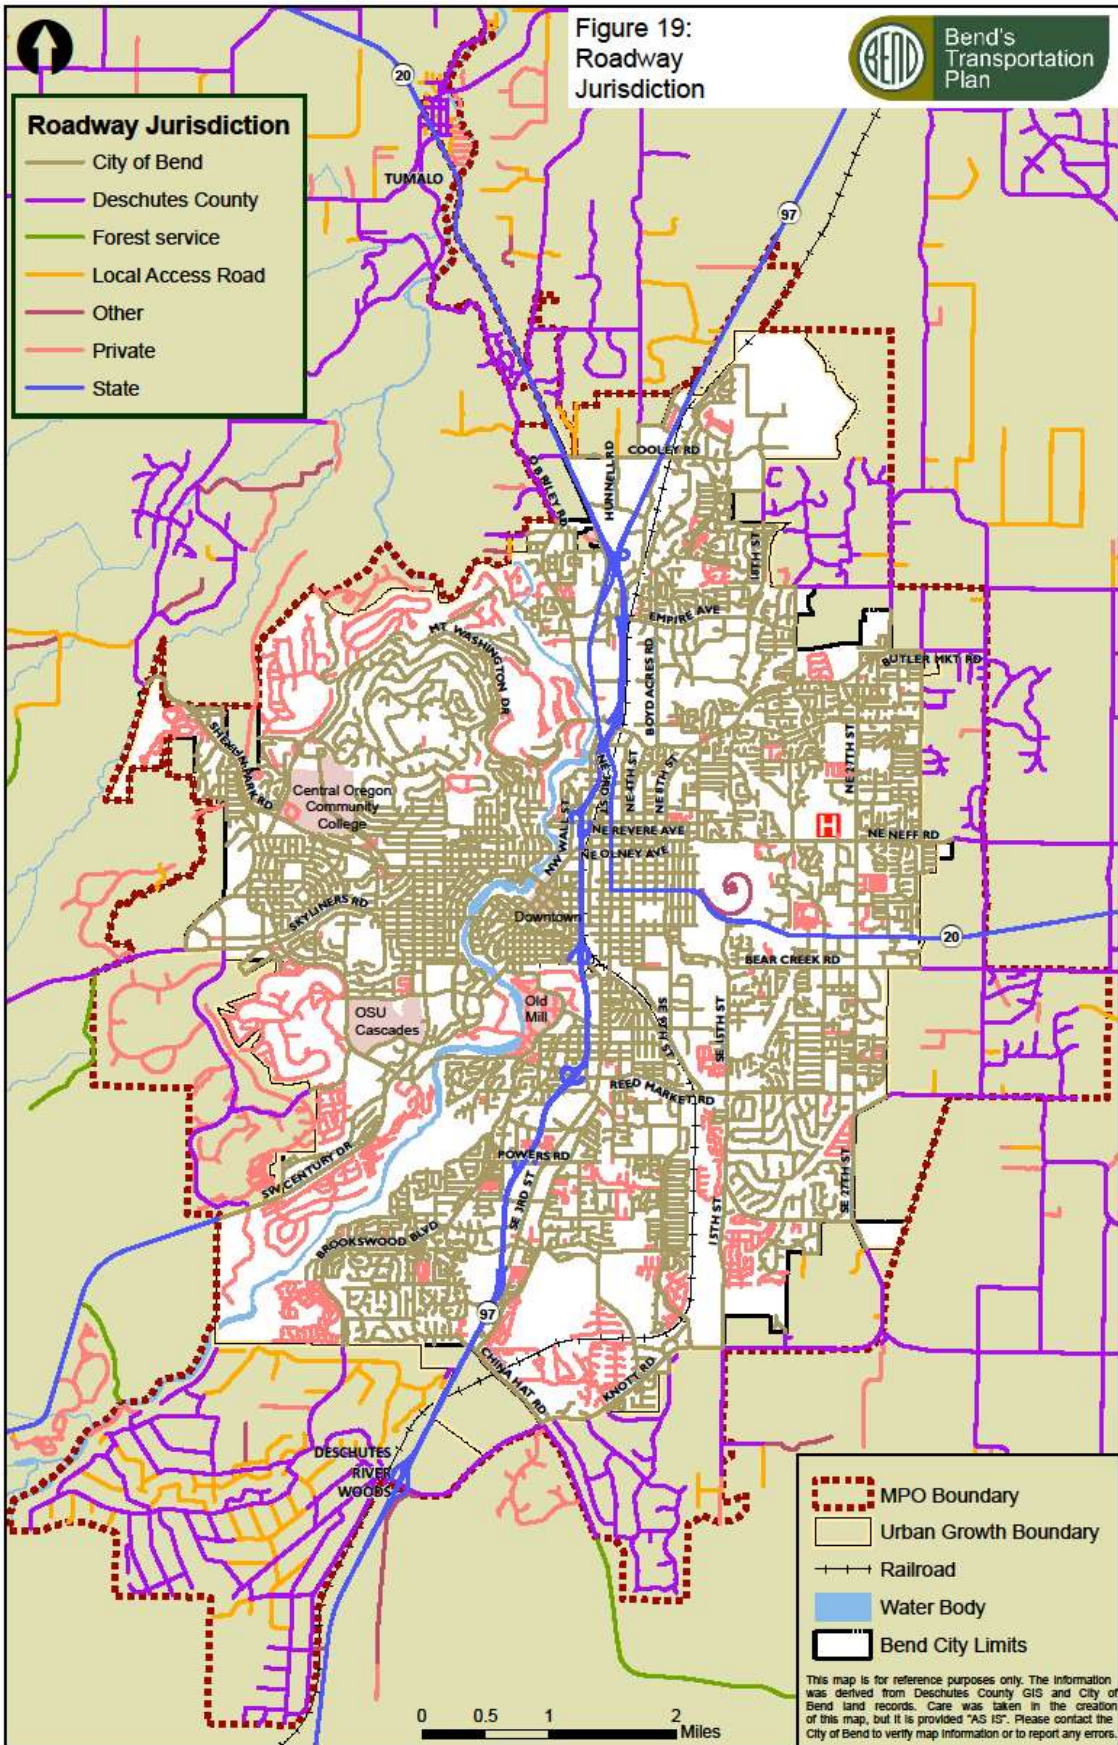 Figure 19:
Roadway
Jurisdiction
BEND
Bend's
Transportation
Plan
Roadway Jurisdiction
City of Bend
Deschutes County
Forest service
Local Access Road
Other
Private
State
20
TUMALO
97
COOLEY RD
HUNNELL RD
O B RILEY RD
18TH ST
EMPIRE AVE
MT. WASHINGTON DR
BOYD ACRES RD
BUTLER MKT RD
SHEVLIN PARK RD
NE 27TH ST
NE 3RD ST
NE 4TH ST
NE 8TH ST
Central Oregon
Community
College
NW WALL ST
NE REVERE AVE
H
NE NEFF RD
NE OLNEY AVE
SKYLINERS RD
Downtown
20
BEAR CREEK RD
OSU
Cascades
Old
Mill
SE 9TH ST
SE 15TH ST
REED MARKET RD
POWERS RD
SW CENTURY DR
SE 3RD ST
15TH ST
SE 27TH ST
BROOKSWOOD BLVD
97
CHINA HAT RD
KNOTT RD
DESCHUTES
RIVER
WOODS
MPO Boundary
Urban Growth Boundary
Railroad
Water Body
Bend City Limits
This map is for reference purposes only. The information
was derived from Deschutes County GIS and City of
Bend land records. Care was taken in the creation
of this map, but it is provided "AS IS". Please contact the
City of Bend to verify map information or to report any errors.
0 0.5 1 2
Miles